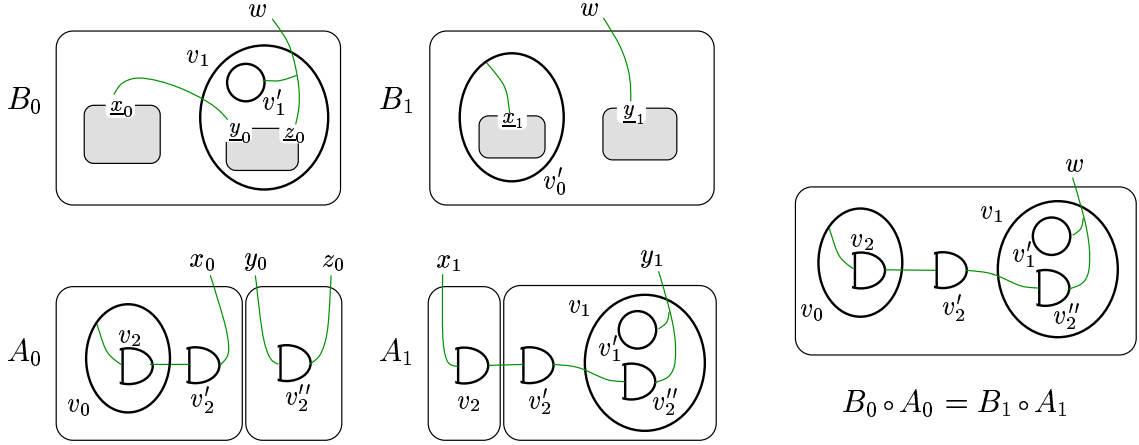 w
B₀
v₁
v₁′
x₀
y₀
z₀
w
B₁
x₁
y₁
v₀′
A₀
x₀
y₀
z₀
v₂
v₀
v₂′
v₂″
A₁
x₁
y₁
v₁
v₁′
v₂
v₂′
v₂″
w
v₁
v₂
v₁′
v₀
v₂′
v₂″
B₀ ∘ A₀ = B₁ ∘ A₁